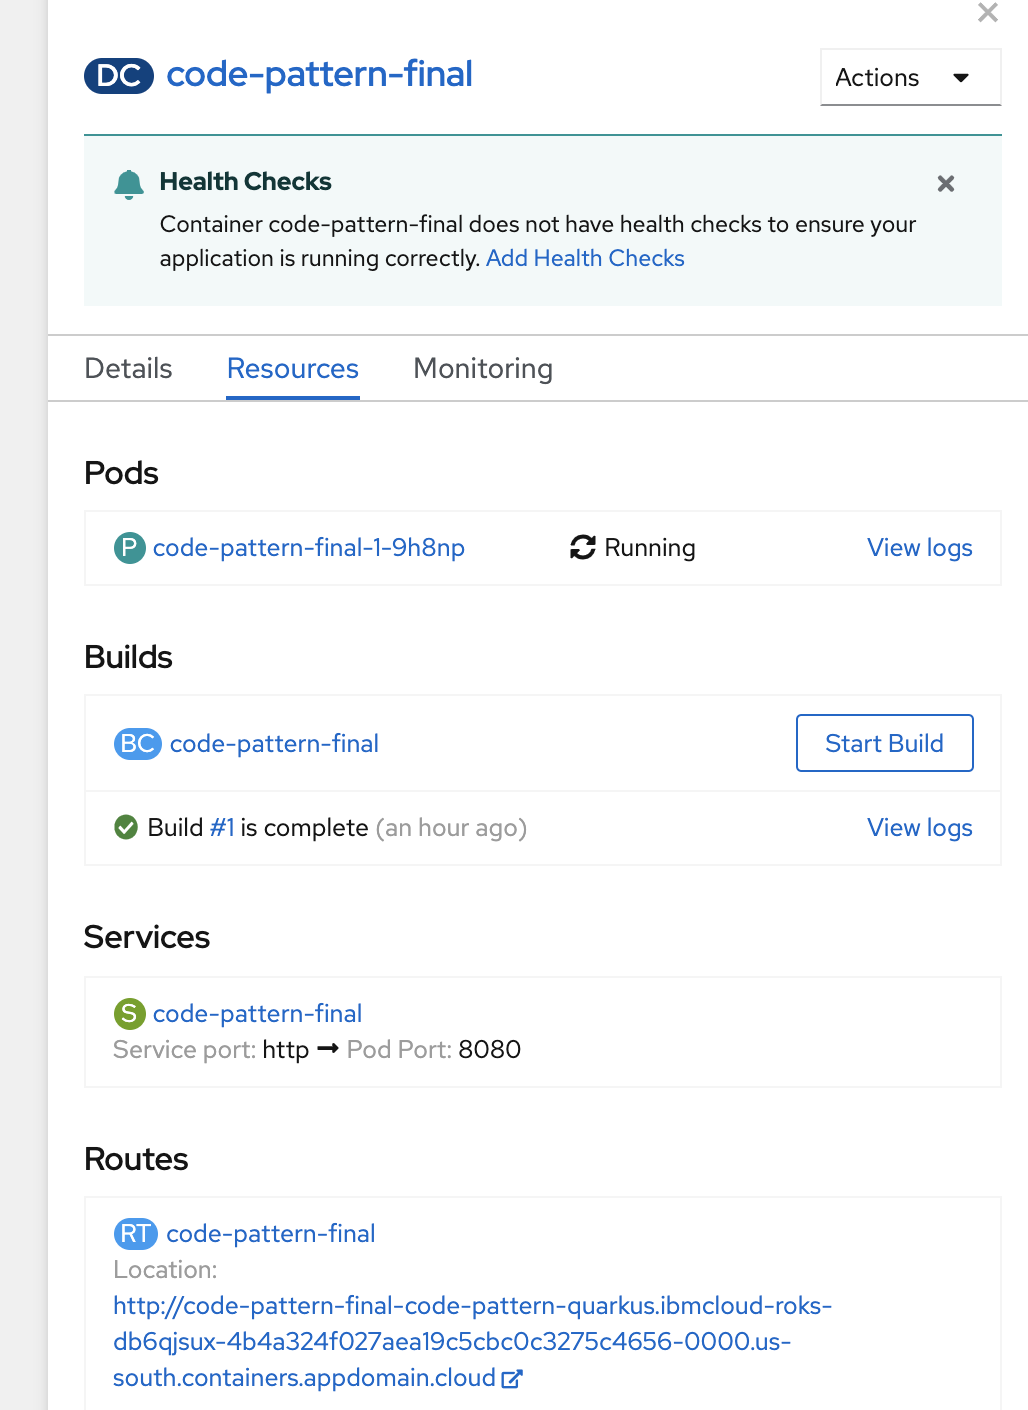 DC code-pattern-final
Actions
Health Checks
Container code-pattern-final does not have health checks to ensure your
application is running correctly. Add Health Checks
Details Resources Monitoring
Pods
P code-pattern-final-1-9h8np Running View logs
Builds
BC code-pattern-final Start Build
Build #1 is complete (an hour ago) View logs
Services
S code-pattern-final
Service port: http → Pod Port: 8080
Routes
RT code-pattern-final
Location:
http://code-pattern-final-code-pattern-quarkus.ibmcloud-roks-
db6qjsux-4b4a324f027aea19c5cbc0c3275c4656-0000.us-
south.containers.appdomain.cloud